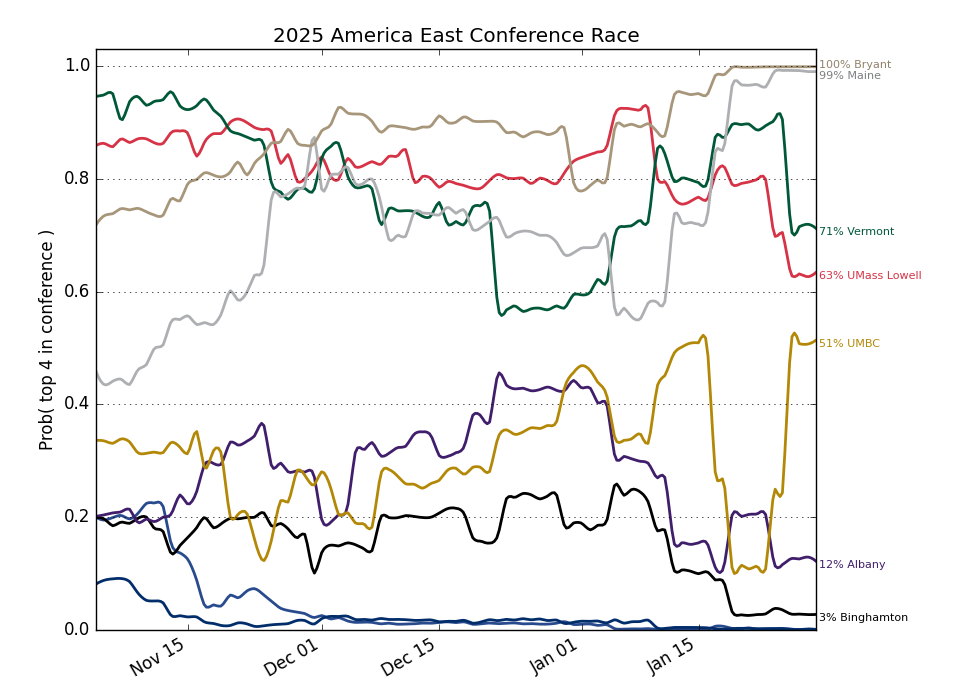 2025 America East Conference Race
Prob( top 4 in conference )
1.0
0.8
0.6
0.4
0.2
0.0
Nov 15
Dec 01
Dec 15
Jan 01
Jan 15
100% Bryant
99% Maine
71% Vermont
63% UMass Lowell
51% UMBC
12% Albany
3% Binghamton